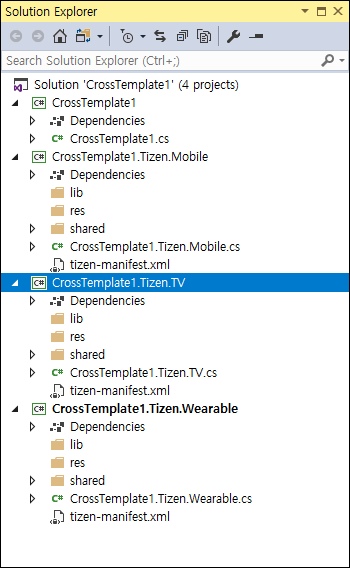 Solution Explorer
Search Solution Explorer (Ctrl+;)
Solution 'CrossTemplate1' (4 projects)
C# CrossTemplate1
Dependencies
C# CrossTemplate1.cs
C# CrossTemplate1.Tizen.Mobile
Dependencies
lib
res
shared
C# CrossTemplate1.Tizen.Mobile.cs
tizen-manifest.xml
C# CrossTemplate1.Tizen.TV
Dependencies
lib
res
shared
C# CrossTemplate1.Tizen.TV.cs
tizen-manifest.xml
C# CrossTemplate1.Tizen.Wearable
Dependencies
lib
res
shared
C# CrossTemplate1.Tizen.Wearable.cs
tizen-manifest.xml